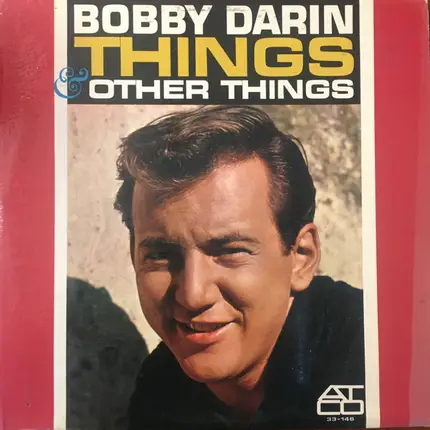 BOBBY DARIN
THINGS
& OTHER THINGS
ATCO
33-146